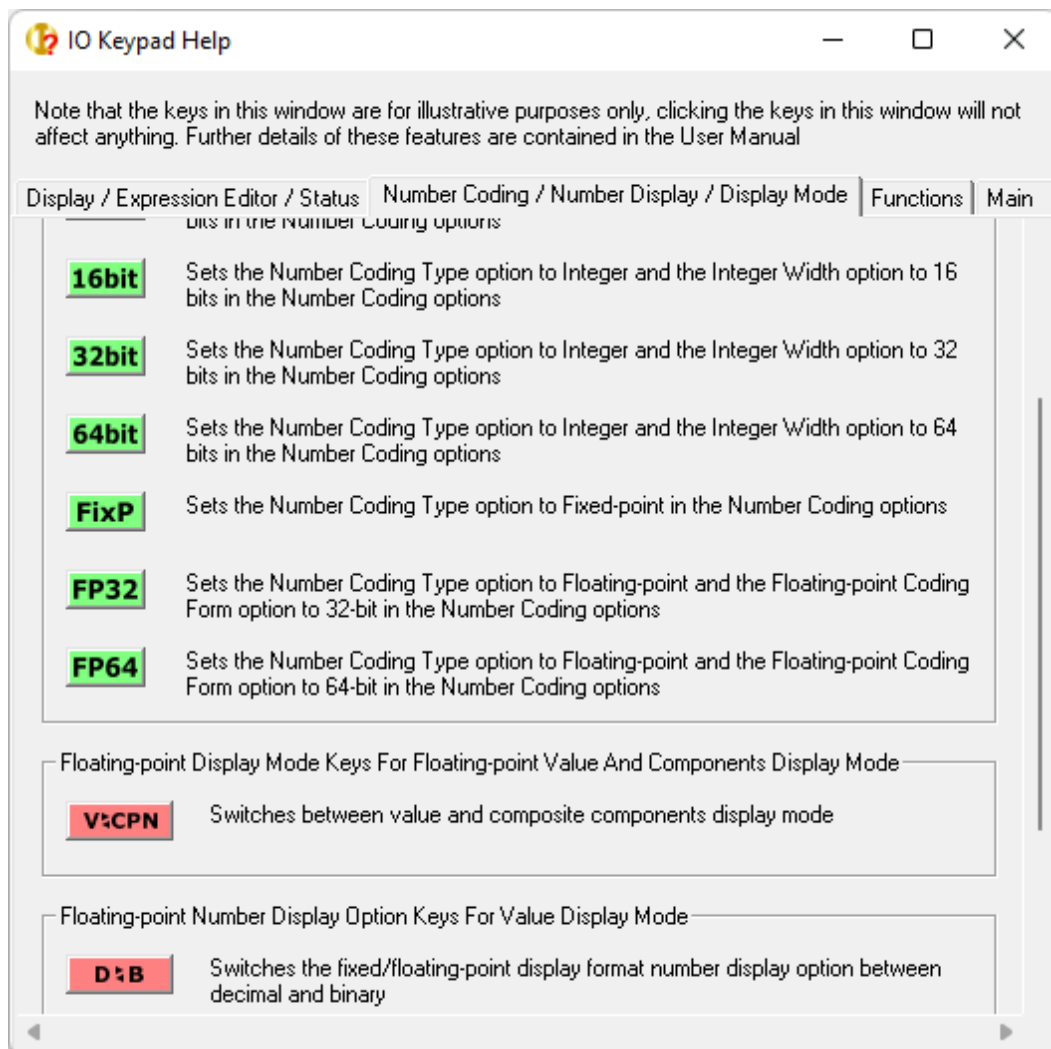 IO Keypad Help
Note that the keys in this window are for illustrative purposes only, clicking the keys in this window will not
affect anything. Further details of these features are contained in the User Manual
Display / Expression Editor / Status Number Coding / Number Display / Display Mode Functions Main
bits in the Number Coding options
16bit Sets the Number Coding Type option to Integer and the Integer Width option to 16
bits in the Number Coding options
32bit Sets the Number Coding Type option to Integer and the Integer Width option to 32
bits in the Number Coding options
64bit Sets the Number Coding Type option to Integer and the Integer Width option to 64
bits in the Number Coding options
FixP Sets the Number Coding Type option to Fixed-point in the Number Coding options
FP32 Sets the Number Coding Type option to Floating-point and the Floating-point Coding
Form option to 32-bit in the Number Coding options
FP64 Sets the Number Coding Type option to Floating-point and the Floating-point Coding
Form option to 64-bit in the Number Coding options
Floating-point Display Mode Keys For Floating-point Value And Components Display Mode
V⇅CPN Switches between value and composite components display mode
Floating-point Number Display Option Keys For Value Display Mode
D⇅B Switches the fixed/floating-point display format number display option between
decimal and binary